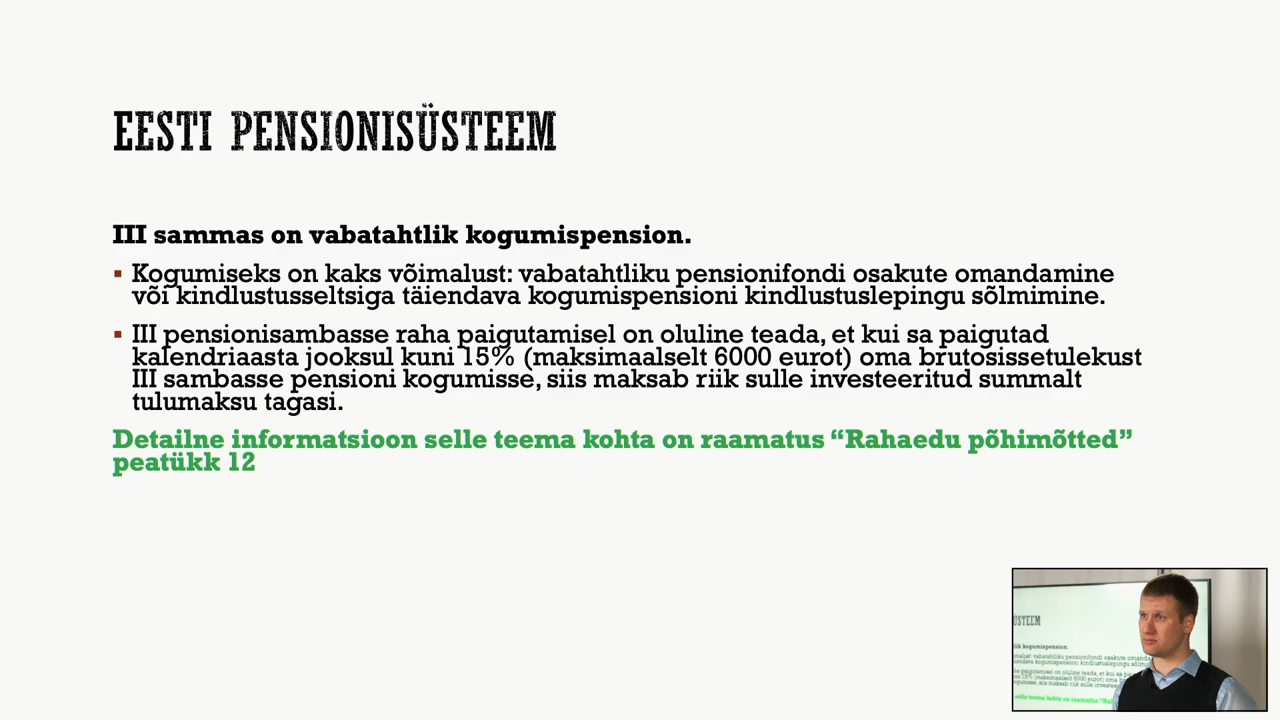 EESTI PENSIONISÜSTEEM
III sammas on vabatahtlik kogumispension.
▪ Kogumiseks on kaks võimalust: vabatahtliku pensionifondi osakute omandamine
või kindlustusseltsiga täiendava kogumispensioni kindlustuslepingu sõlmimine.
▪ III pensionisambasse raha paigutamisel on oluline teada, et kui sa paigutad
kalendriaasta jooksul kuni 15% (maksimaalselt 6000 eurot) oma brutosissetulekust
III sambasse pensioni kogumisse, siis maksab riik sulle investeeritud summalt
tulumaksu tagasi.
Detailne informatsioon selle teema kohta on raamatus “Rahaedu põhimõtted”
peatükk 12